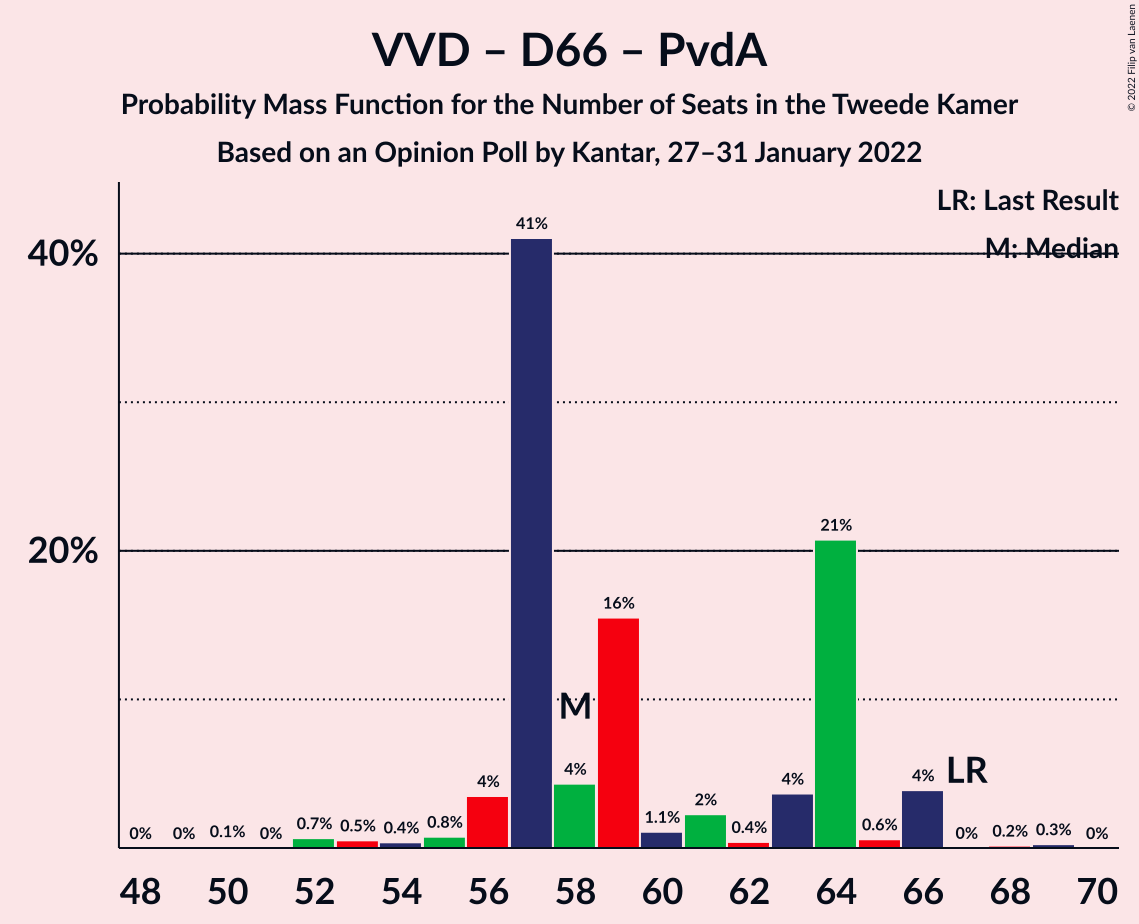 VVD – D66 – PvdA
Probability Mass Function for the Number of Seats in the Tweede Kamer
Based on an Opinion Poll by Kantar, 27–31 January 2022
© 2022 Filip van Laenen
LR: Last Result
M: Median
40%
20%
0%
0%
0.1%
0%
0.7%
0.5%
0.4%
0.8%
4%
41%
4%
16%
1.1%
2%
0.4%
4%
21%
0.6%
4%
0%
0.2%
0.3%
0%
M
LR
48 50 52 54 56 58 60 62 64 66 68 70